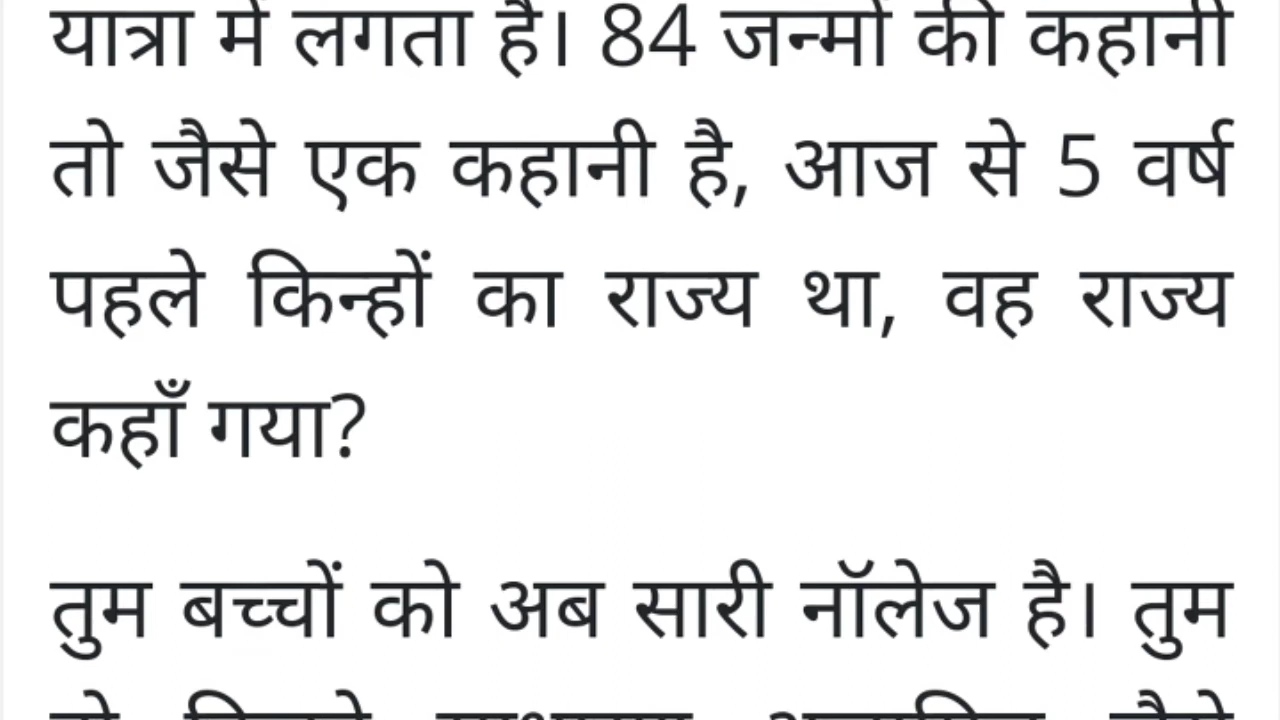 यात्रा में लगता है। 84 जन्मों की कहानी
तो जैसे एक कहानी है, आज से 5 वर्ष
पहले किन्हों का राज्य था, वह राज्य
कहाँ गया?
तुम बच्चों को अब सारी नॉलेज है। तुम